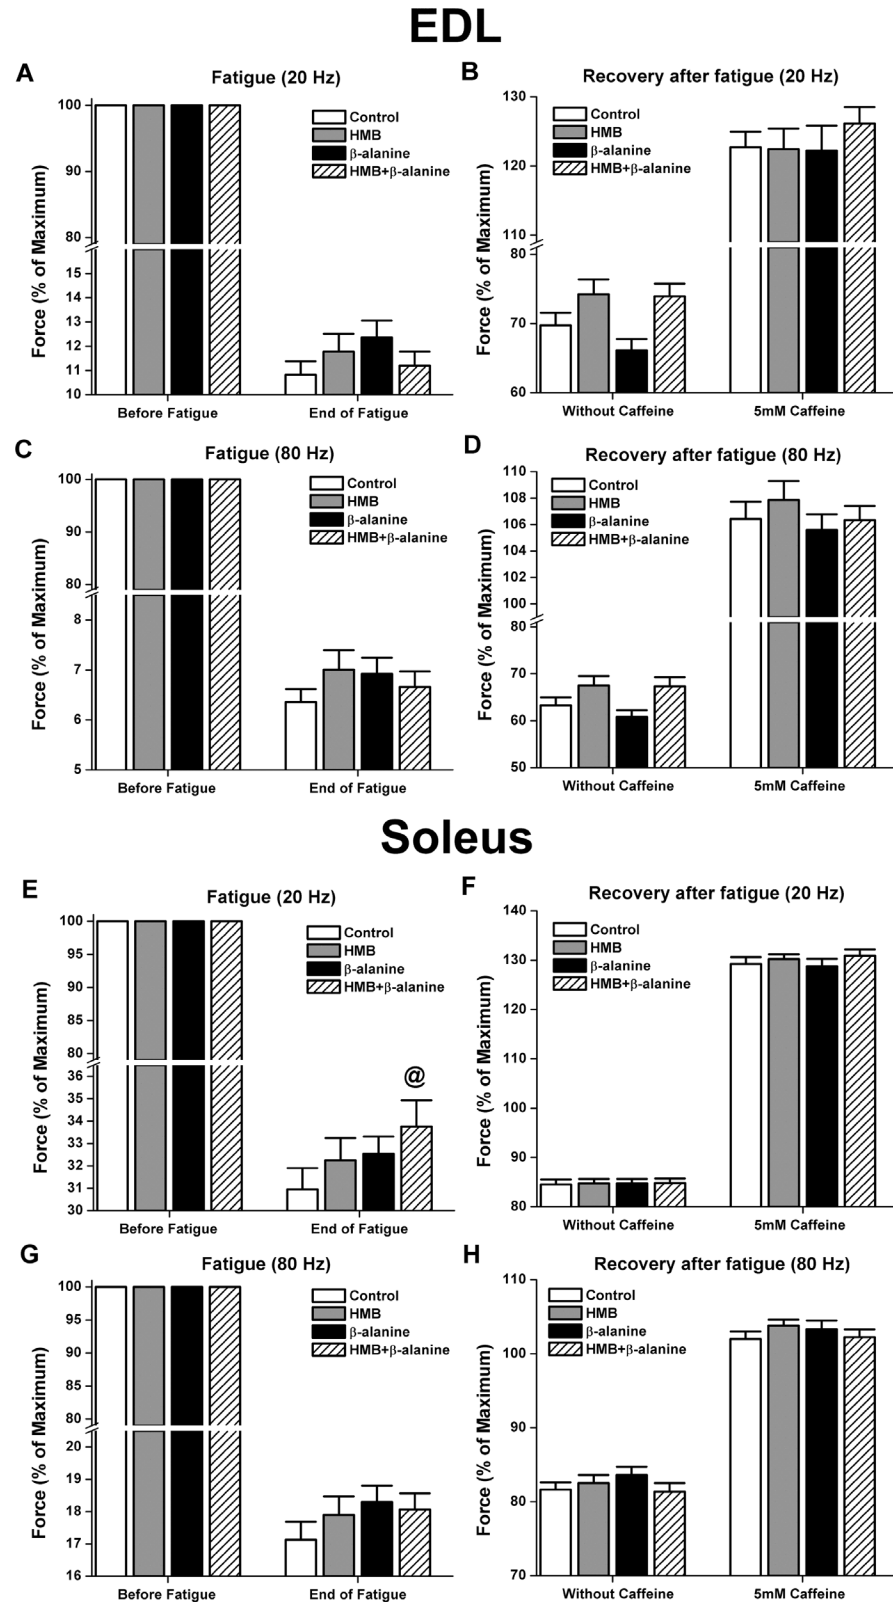 EDL
A
Fatigue (20 Hz)
Force (% of Maximum)
100
90
80
15
14
13
12
11
10
Control
HMB
β-alanine
HMB+β-alanine
Before Fatigue
End of Fatigue
B
Recovery after fatigue (20 Hz)
Force (% of Maximum)
130
120
110
80
70
60
Control
HMB
β-alanine
HMB+β-alanine
Without Caffeine
5mM Caffeine
C
Fatigue (80 Hz)
Force (% of Maximum)
100
90
80
8
7
6
5
Control
HMB
β-alanine
HMB+β-alanine
Before Fatigue
End of Fatigue
D
Recovery after fatigue (80 Hz)
Force (% of Maximum)
110
108
106
104
102
100
80
70
60
50
Control
HMB
β-alanine
HMB+β-alanine
Without Caffeine
5mM Caffeine
Soleus
E
Fatigue (20 Hz)
Force (% of Maximum)
100
95
90
85
80
36
35
34
33
32
31
30
Control
HMB
β-alanine
HMB+β-alanine
@
Before Fatigue
End of Fatigue
F
Recovery after fatigue (20 Hz)
Force (% of Maximum)
140
130
120
110
100
90
80
Control
HMB
β-alanine
HMB+β-alanine
Without Caffeine
5mM Caffeine
G
Fatigue (80 Hz)
Force (% of Maximum)
100
95
90
85
80
20
19
18
17
16
Control
HMB
β-alanine
HMB+β-alanine
Before Fatigue
End of Fatigue
H
Recovery after fatigue (80 Hz)
Force (% of Maximum)
110
100
90
80
70
Control
HMB
β-alanine
HMB+β-alanine
Without Caffeine
5mM Caffeine